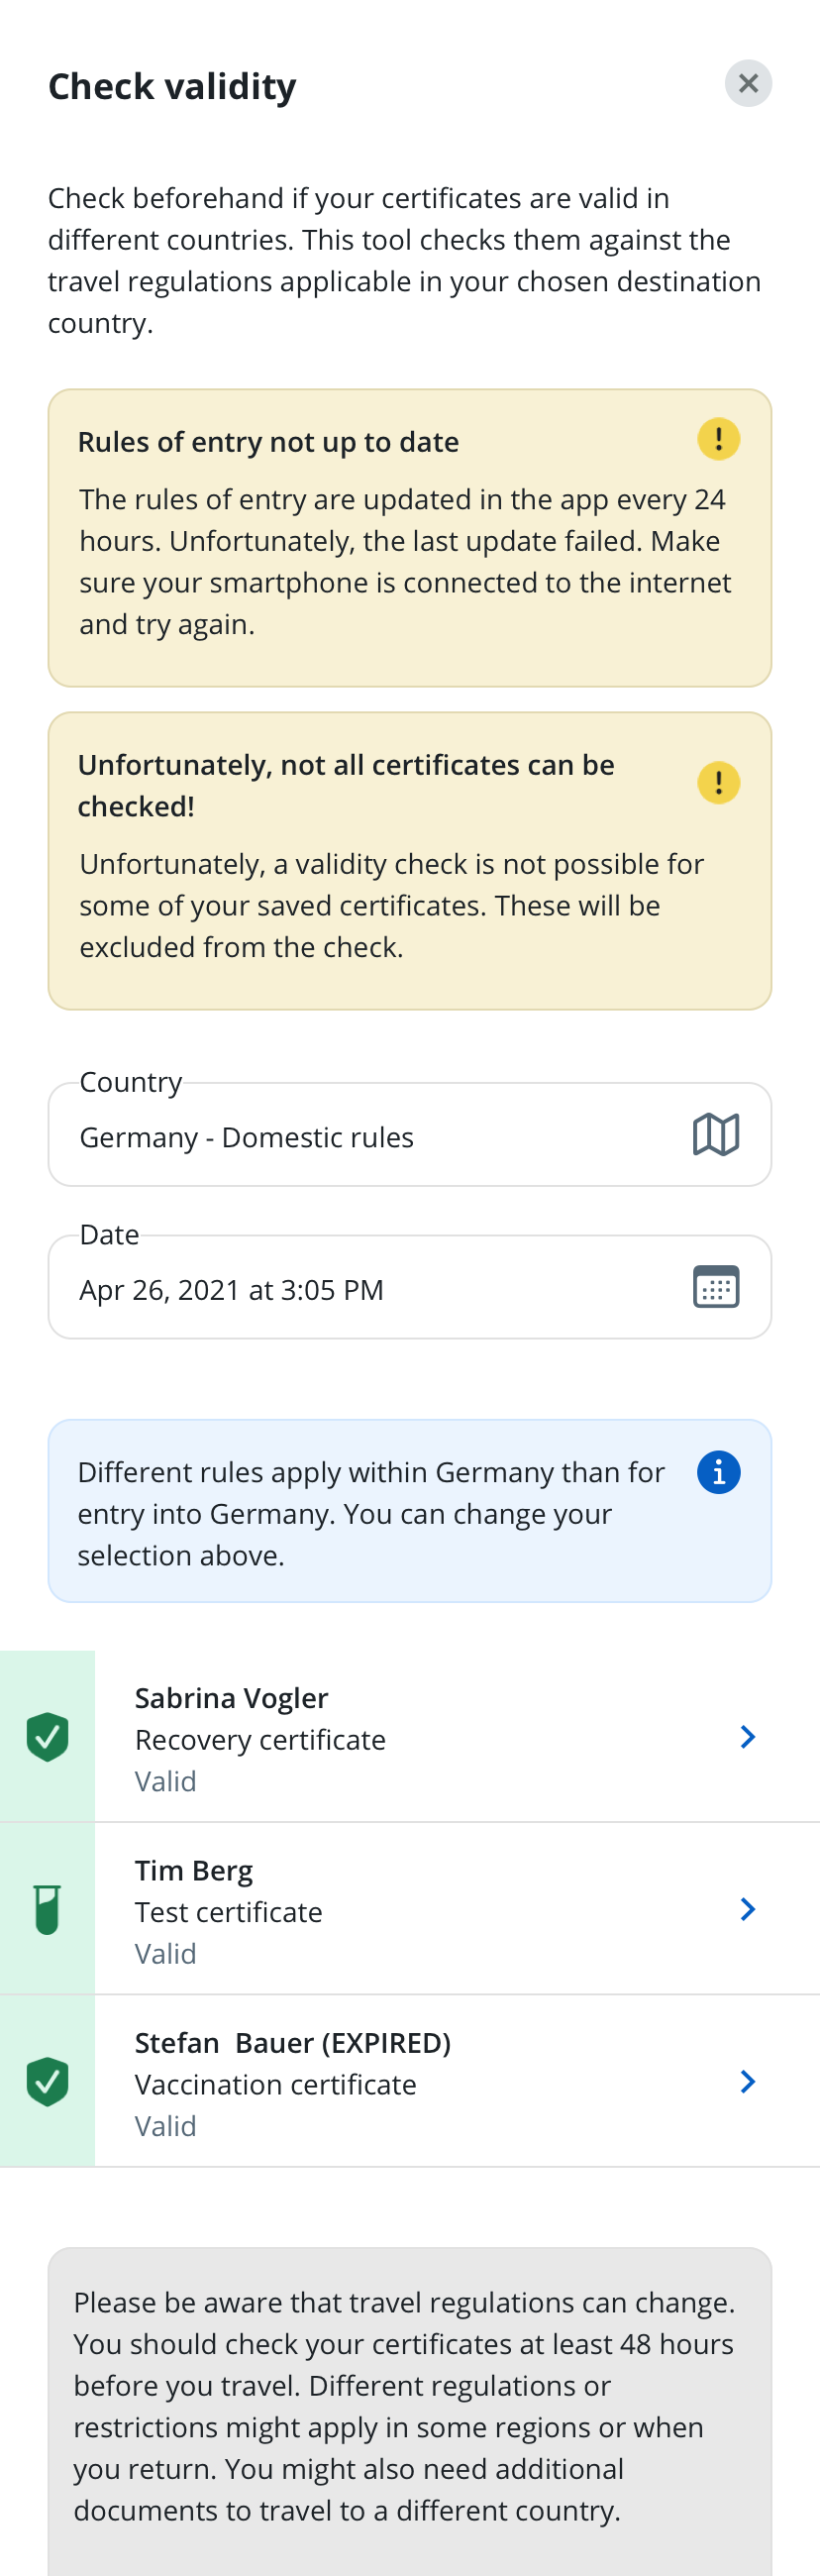 Check validity
Check beforehand if your certificates are valid in
different countries. This tool checks them against the
travel regulations applicable in your chosen destination
country.
Rules of entry not up to date
The rules of entry are updated in the app every 24
hours. Unfortunately, the last update failed. Make
sure your smartphone is connected to the internet
and try again.
Unfortunately, not all certificates can be
checked!
Unfortunately, a validity check is not possible for
some of your saved certificates. These will be
excluded from the check.
Country
Germany - Domestic rules
Date
Apr 26, 2021 at 3:05 PM
Different rules apply within Germany than for
entry into Germany. You can change your
selection above.
Sabrina Vogler
Recovery certificate
Valid
Tim Berg
Test certificate
Valid
Stefan  Bauer (EXPIRED)
Vaccination certificate
Valid
Please be aware that travel regulations can change.
You should check your certificates at least 48 hours
before you travel. Different regulations or
restrictions might apply in some regions or when
you return. You might also need additional
documents to travel to a different country.